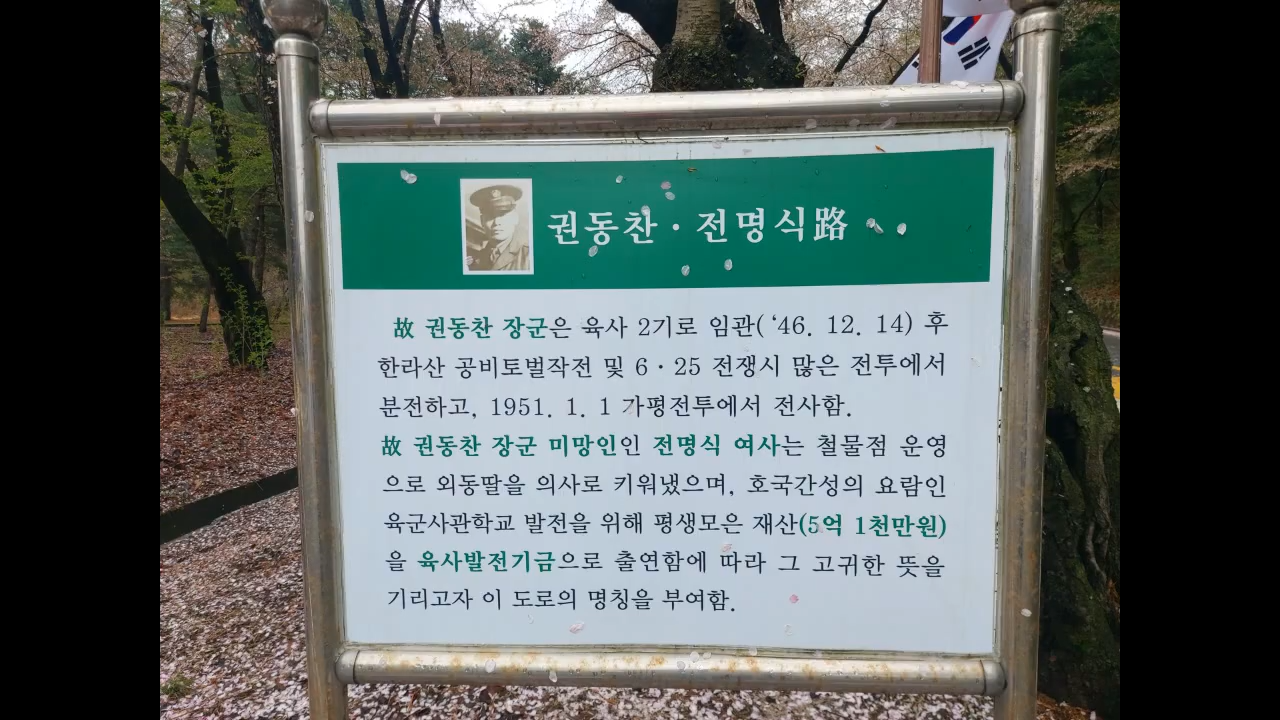 권동찬·전명식路
故 권동찬 장군은 육사 2기로 임관( ‘46. 12. 14) 후
한라산 공비토벌작전 및 6·25 전쟁시 많은 전투에서
분전하고, 1951. 1. 1 가평전투에서 전사함.
故 권동찬 장군 미망인인 전명식 여사는 철물점 운영
으로 외동딸을 의사로 키워냈으며, 호국간성의 요람인
육군사관학교 발전을 위해 평생모은 재산(5억 1천만원)
을 육사발전기금으로 출연함에 따라 그 고귀한 뜻을
기리고자 이 도로의 명칭을 부여함.